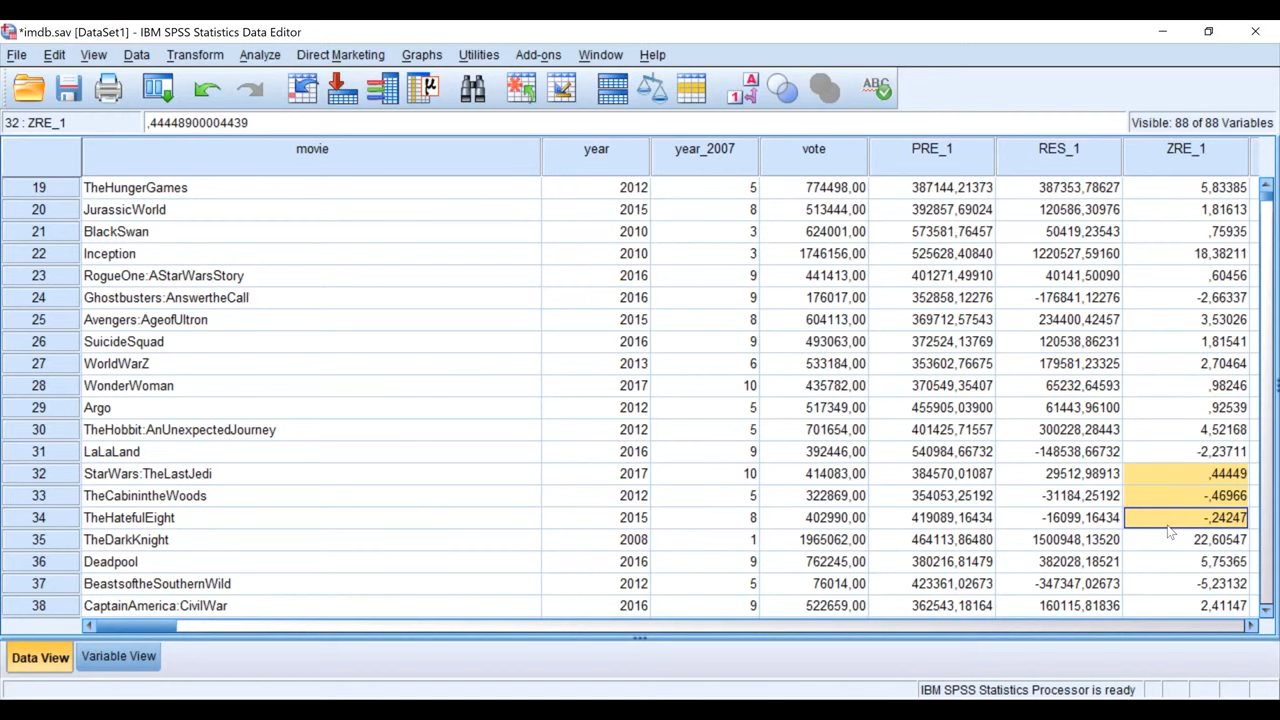 *imdb.sav [DataSet1] - IBM SPSS Statistics Data Editor
File Edit View Data Transform Analyze Direct Marketing Graphs Utilities Add-ons Window Help
32 : ZRE_1 ,44448900004439 Visible: 88 of 88 Variables
movie year year_2007 vote PRE_1 RES_1 ZRE_1
19 TheHungerGames 2012 5 774498,00 387144,21373 387353,78627 5,83385
20 JurassicWorld 2015 8 513444,00 392857,69024 120586,30976 1,81613
21 BlackSwan 2010 3 624001,00 573581,76457 50419,23543 ,75935
22 Inception 2010 3 1746156,00 525628,40840 1220527,59160 18,38211
23 RogueOne:AStarWarsStory 2016 9 441413,00 401271,49910 40141,50090 ,60456
24 Ghostbusters:AnswertheCall 2016 9 176017,00 352858,12276 -176841,12276 -2,66337
25 Avengers:AgeofUltron 2015 8 604113,00 369712,57543 234400,42457 3,53026
26 SuicideSquad 2016 9 493063,00 372524,13769 120538,86231 1,81541
27 WorldWarZ 2013 6 533184,00 353602,76675 179581,23325 2,70464
28 WonderWoman 2017 10 435782,00 370549,35407 65232,64593 ,98246
29 Argo 2012 5 517349,00 455905,03900 61443,96100 ,92539
30 TheHobbit:AnUnexpectedJourney 2012 5 701654,00 401425,71557 300228,28443 4,52168
31 LaLaLand 2016 9 392446,00 540984,66732 -148538,66732 -2,23711
32 StarWars:TheLastJedi 2017 10 414083,00 384570,01087 29512,98913 ,44449
33 TheCabinintheWoods 2012 5 322869,00 354053,25192 -31184,25192 -,46966
34 TheHatefulEight 2015 8 402990,00 419089,16434 -16099,16434 -,24247
35 TheDarkKnight 2008 1 1965062,00 464113,86480 1500948,13520 22,60547
36 Deadpool 2016 9 762245,00 380216,81479 382028,18521 5,75365
37 BeastsoftheSouthernWild 2012 5 76014,00 423361,02673 -347347,02673 -5,23132
38 CaptainAmerica:CivilWar 2016 9 522659,00 362543,18164 160115,81836 2,41147
Data View Variable View
IBM SPSS Statistics Processor is ready